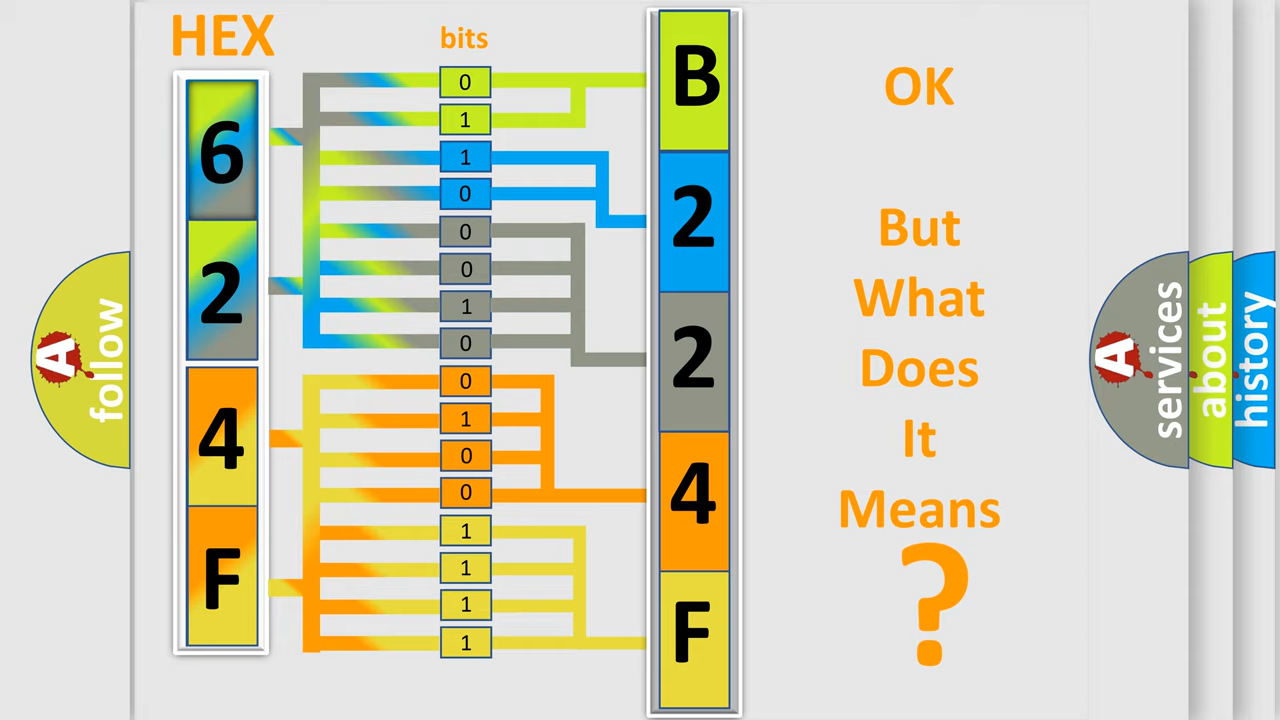 HEX
bits
6
2
4
F
0
1
1
0
0
0
1
0
0
1
0
0
1
1
1
1
B
2
2
4
F
OK
But
What
Does
It
Means
?
A
follow
A
services
about
history